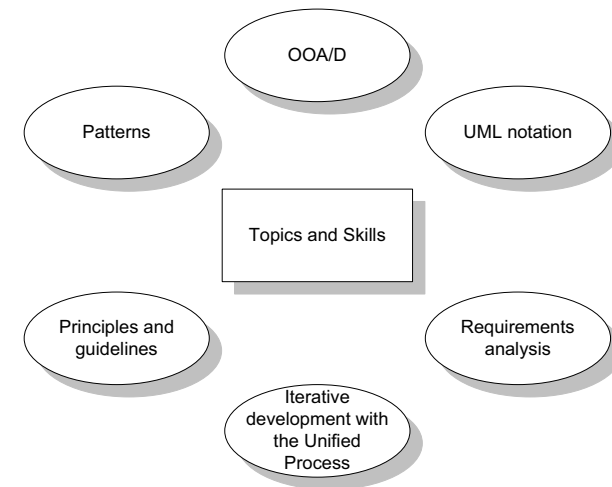 OOA/D
Patterns
UML notation
Topics and Skills
Principles and
guidelines
Requirements
analysis
Iterative
development with
the Unified
Process